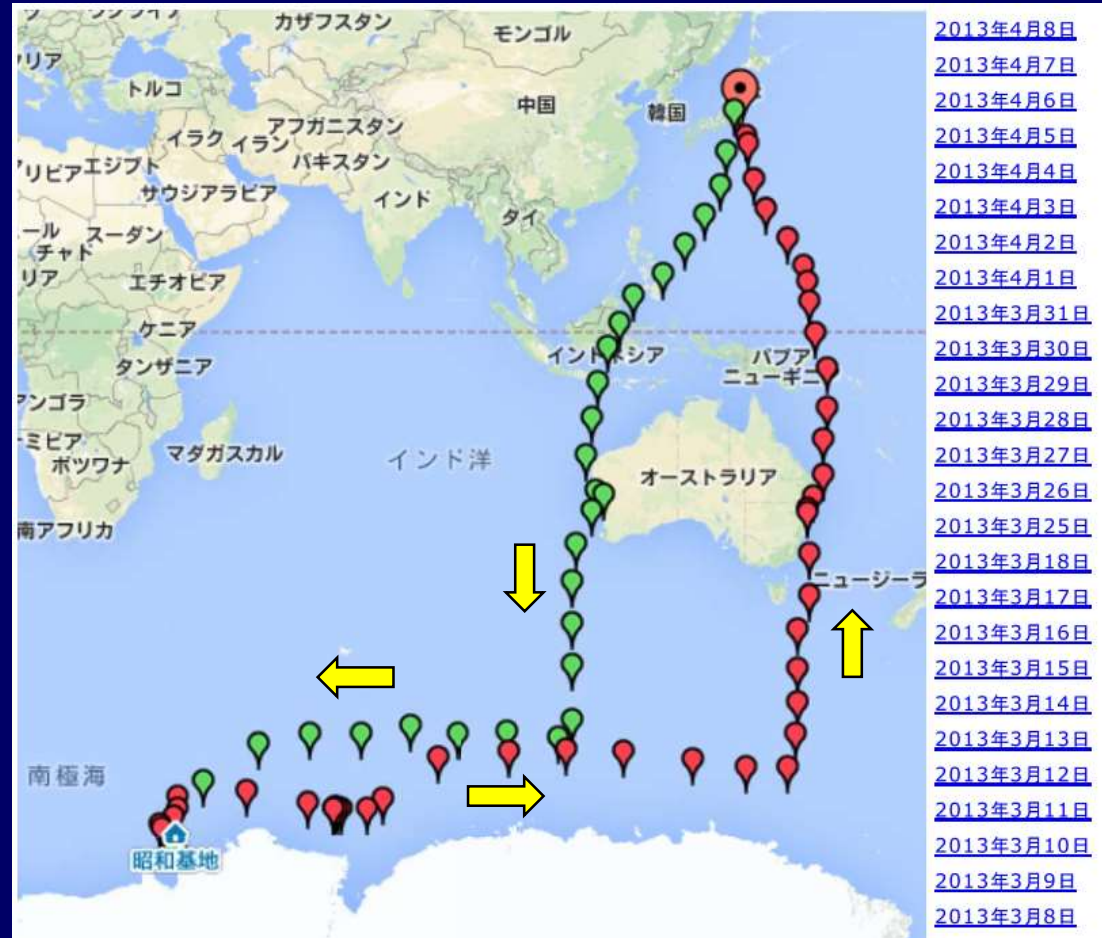 カザフスタン
モンゴル
トルコ
中国
韓国
イラク
イラン
アフガニスタン
パキスタン
リビア
エジプト
サウジアラビア
インド
タイ
スーダン
チャド
エチオピア
ケニア
インドネシア
パプア
ニューギニ
タンザニア
アンゴラ
ボツワナ
マダガスカル
インド洋
オーストラリア
南アフリカ
ニュージーラ
南極海
昭和基地
2013年4月8日
2013年4月7日
2013年4月6日
2013年4月5日
2013年4月4日
2013年4月3日
2013年4月2日
2013年4月1日
2013年3月31日
2013年3月30日
2013年3月29日
2013年3月28日
2013年3月27日
2013年3月26日
2013年3月25日
2013年3月18日
2013年3月17日
2013年3月16日
2013年3月15日
2013年3月14日
2013年3月13日
2013年3月12日
2013年3月11日
2013年3月10日
2013年3月9日
2013年3月8日